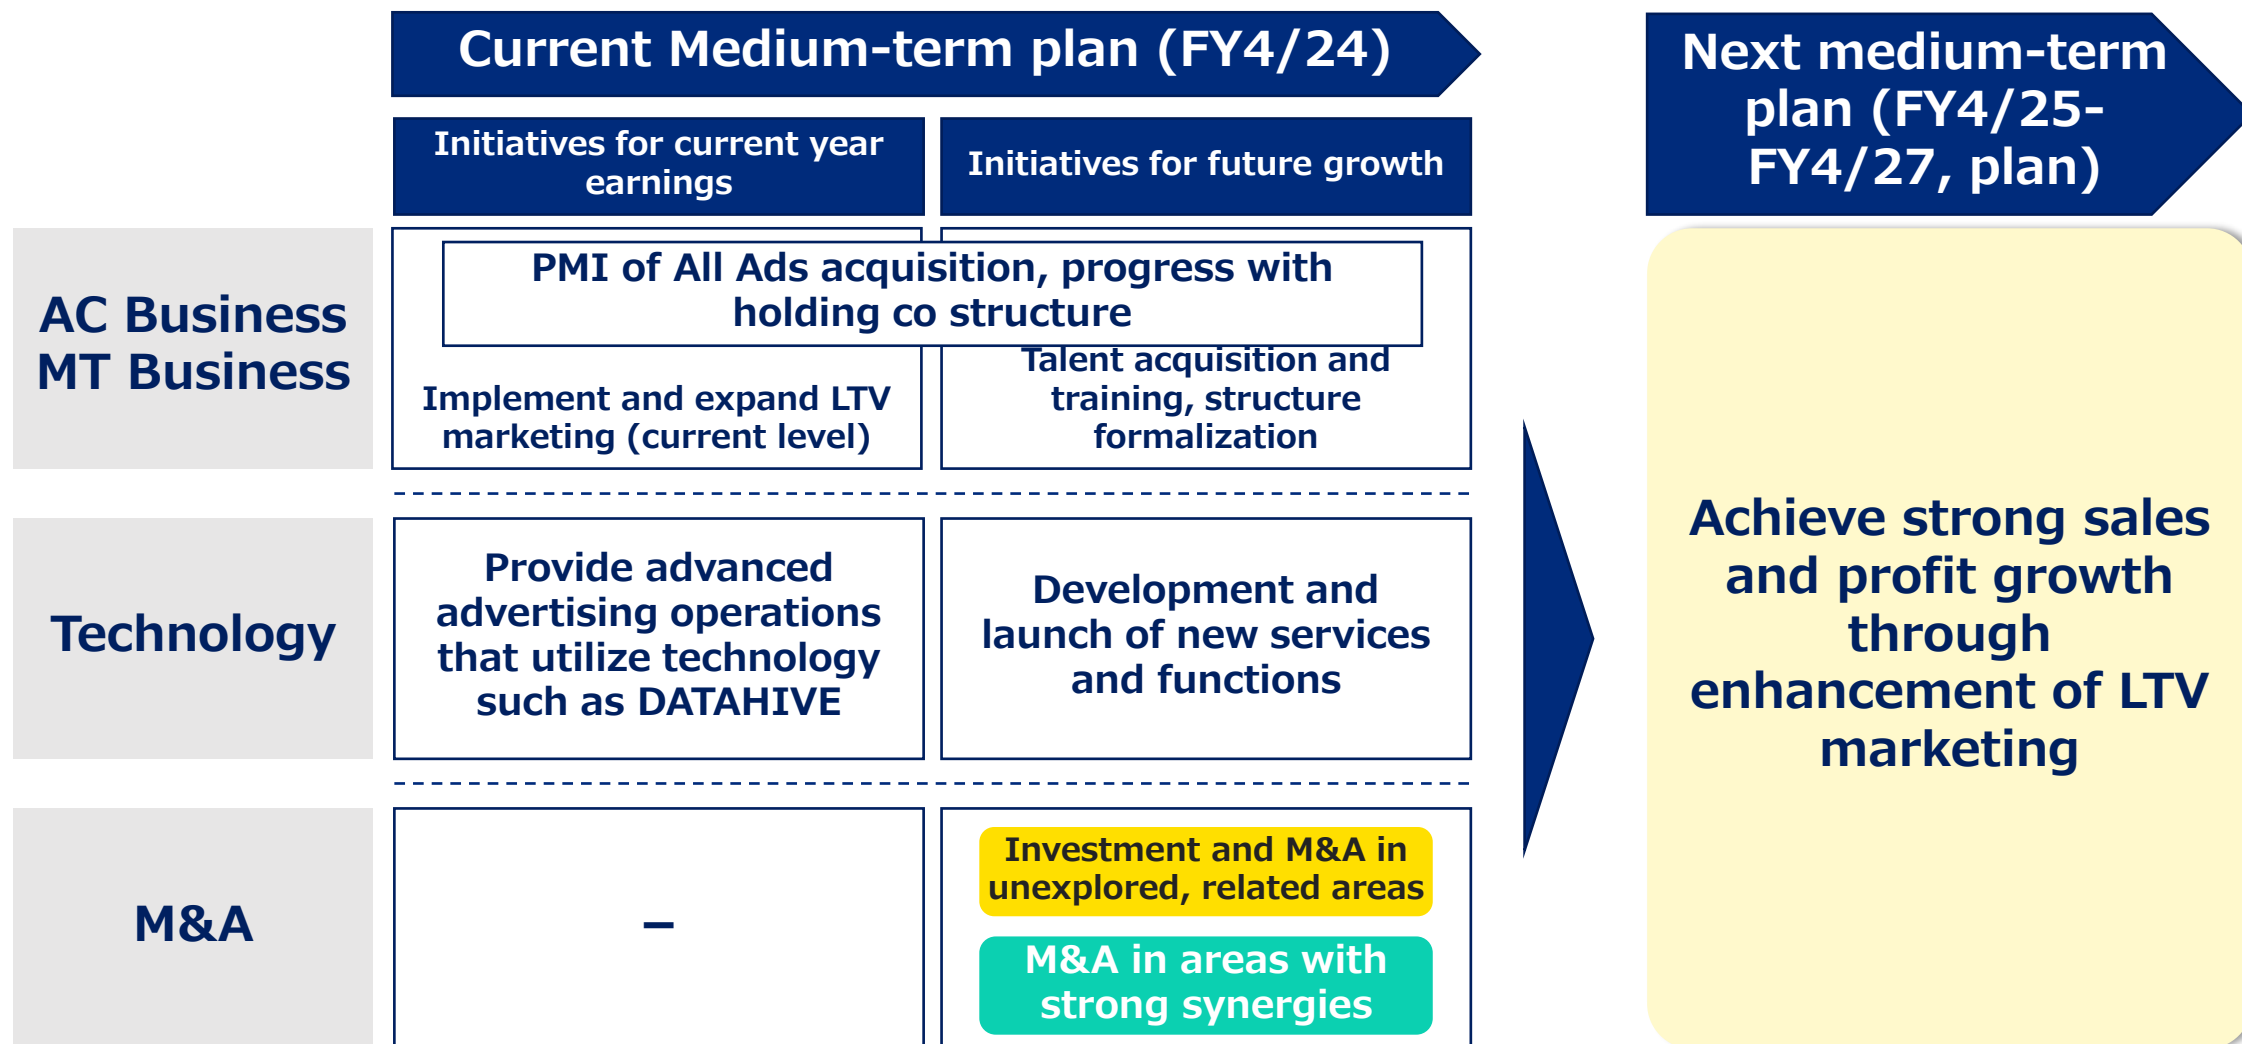 Current Medium-term plan (FY4/24)
Next medium-term
plan (FY4/25-
FY4/27, plan)
Initiatives for current year
earnings
Initiatives for future growth
AC Business
MT Business
PMI of All Ads acquisition, progress with
holding co structure
Implement and expand LTV
marketing (current level)
Talent acquisition and
training, structure
formalization
Technology
Provide advanced
advertising operations
that utilize technology
such as DATAHIVE
Development and
launch of new services
and functions
M&A
–
Investment and M&A in
unexplored, related areas
M&A in areas with
strong synergies
Achieve strong sales
and profit growth
through
enhancement of LTV
marketing